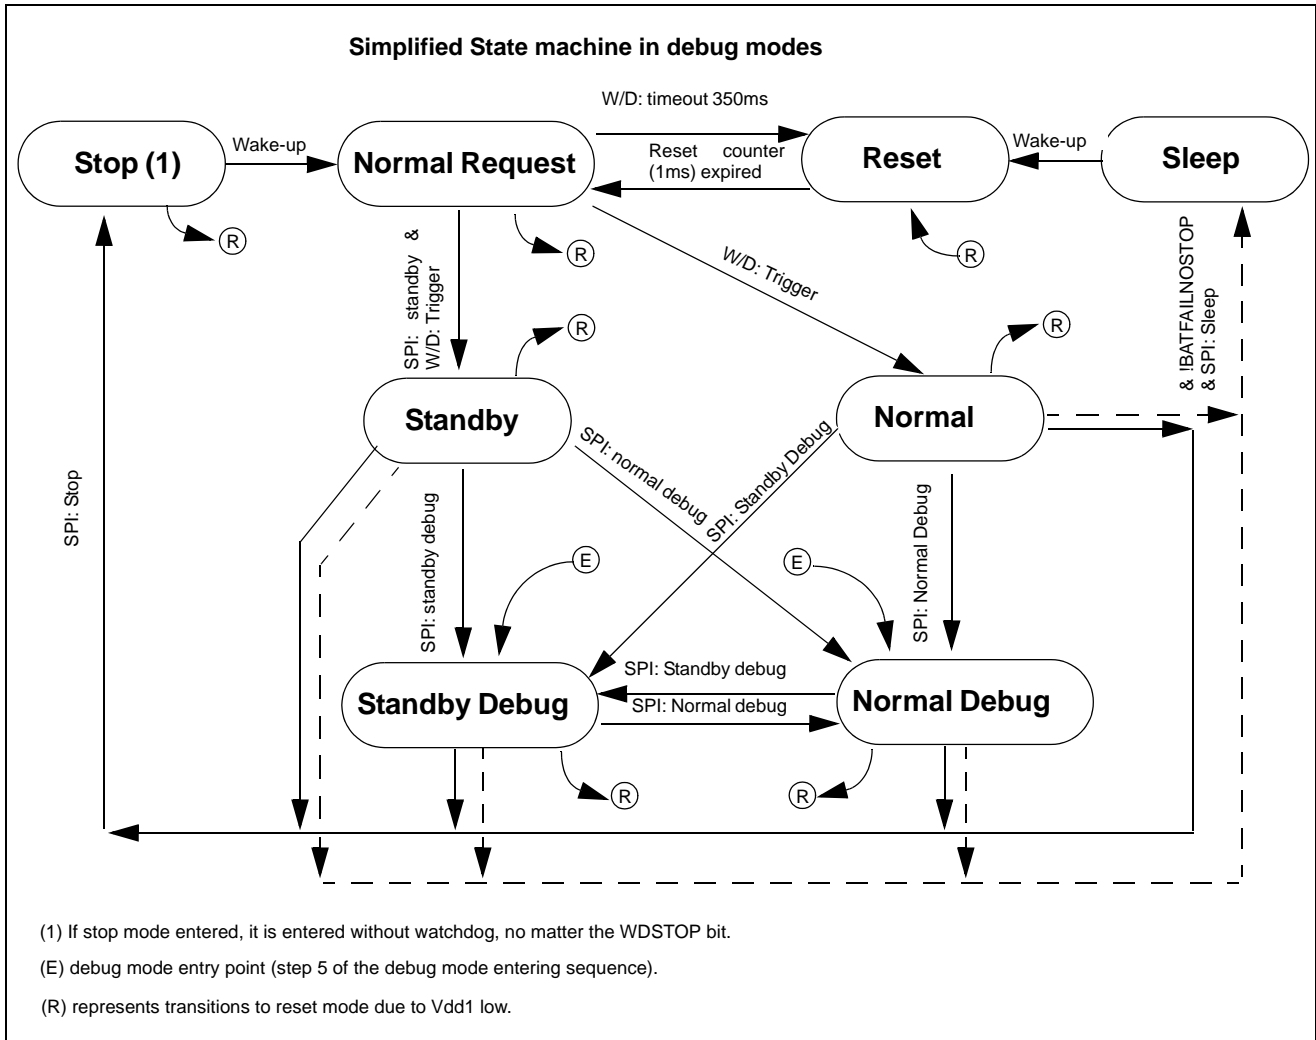 Simplified State machine in debug modes
W/D: timeout 350ms
Stop (1)
Wake-up
Normal Request
Reset counter
(1ms) expired
Reset
Wake-up
Sleep
R
R
R
SPI: standby &
W/D: Trigger
W/D: Trigger
& !BATFAILNOSTOP
& SPI: Sleep
R
R
Standby
Normal
SPI: Stop
SPI: normal debug
SPI: Standby Debug
SPI: standby debug
SPI: Normal Debug
E
E
SPI: Standby debug
Standby Debug
SPI: Normal debug
Normal Debug
R
R
(1) If stop mode entered, it is entered without watchdog, no matter the WDSTOP bit.
(E) debug mode entry point (step 5 of the debug mode entering sequence).
(R) represents transitions to reset mode due to Vdd1 low.